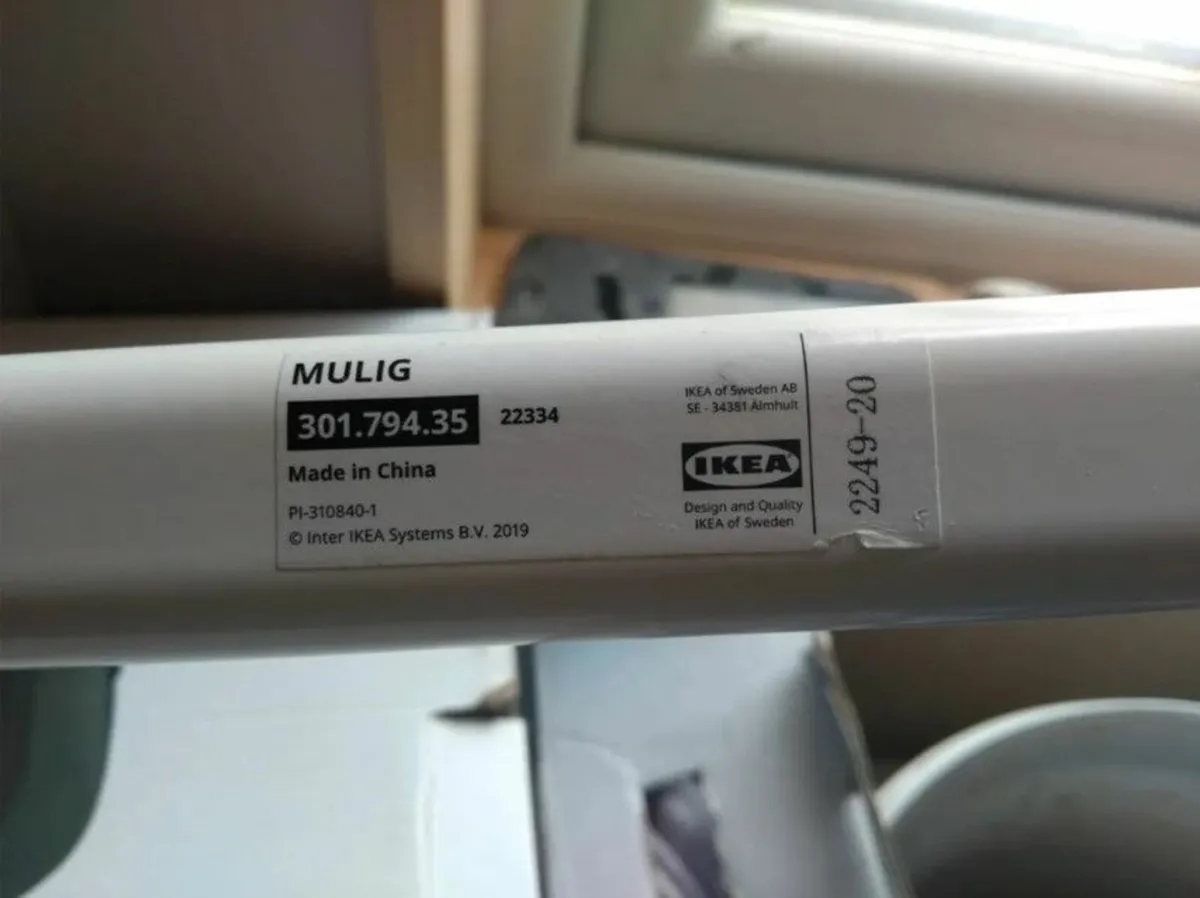 MULIG
301.794.35 22334
Made in China
PI-310840-1
© Inter IKEA Systems B.V. 2019
IKEA of Sweden AB
SE - 34381 Älmhult
IKEA
Design and Quality
IKEA of Sweden
2249-20